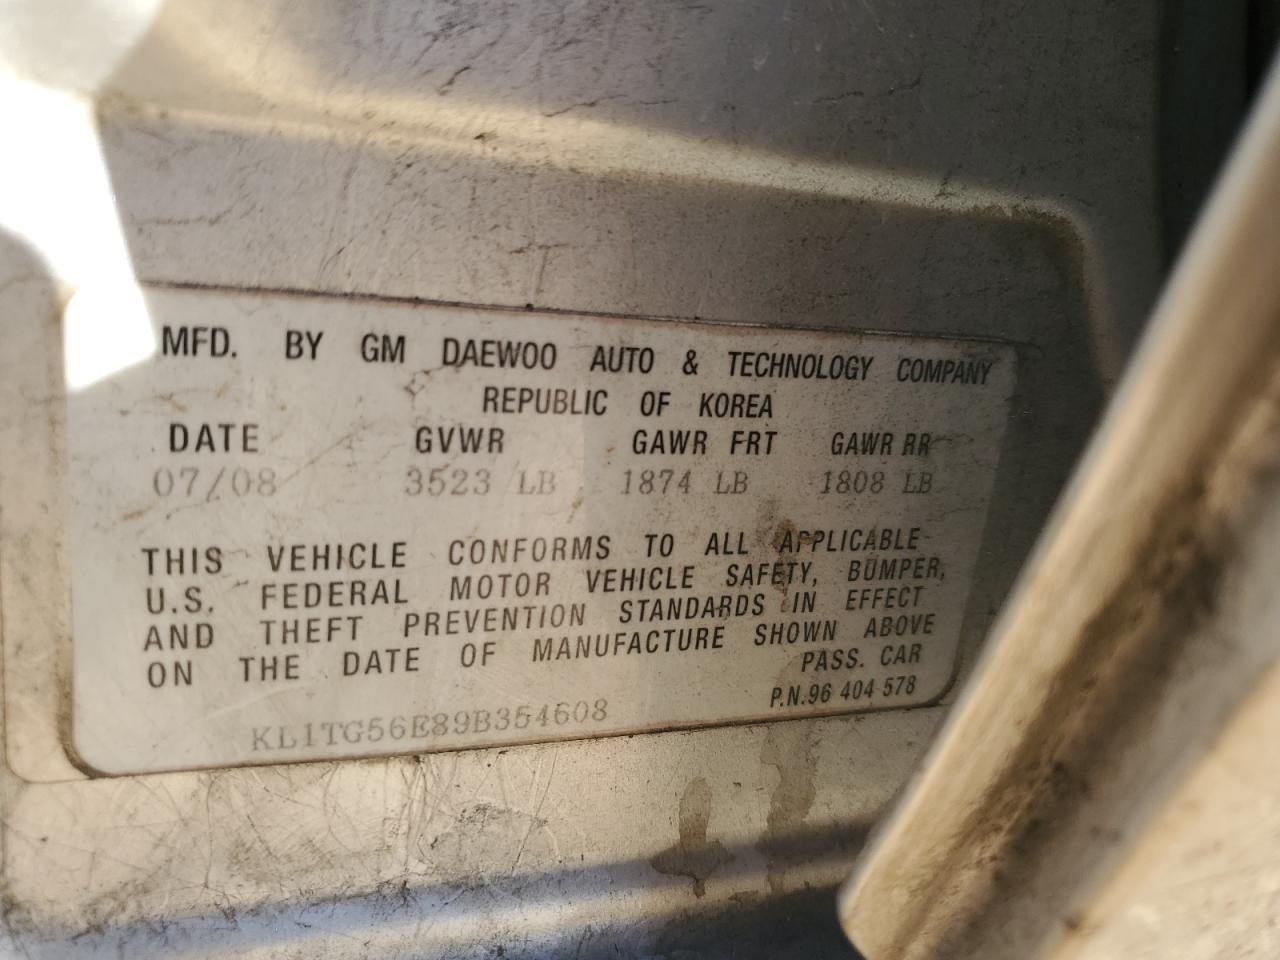 MFD. BY GM DAEWOO AUTO & TECHNOLOGY COMPANY
REPUBLIC OF KOREA
DATE GVWR GAWR FRT GAWR RR
07/08 3523 LB 1874 LB 1808 LB
THIS VEHICLE CONFORMS TO ALL APPLICABLE
U.S. FEDERAL MOTOR VEHICLE SAFETY, BUMPER,
AND THEFT PREVENTION STANDARDS IN EFFECT
ON THE DATE OF MANUFACTURE SHOWN ABOVE
PASS. CAR
KL1TG56E89B354608 P.N.96 404 578